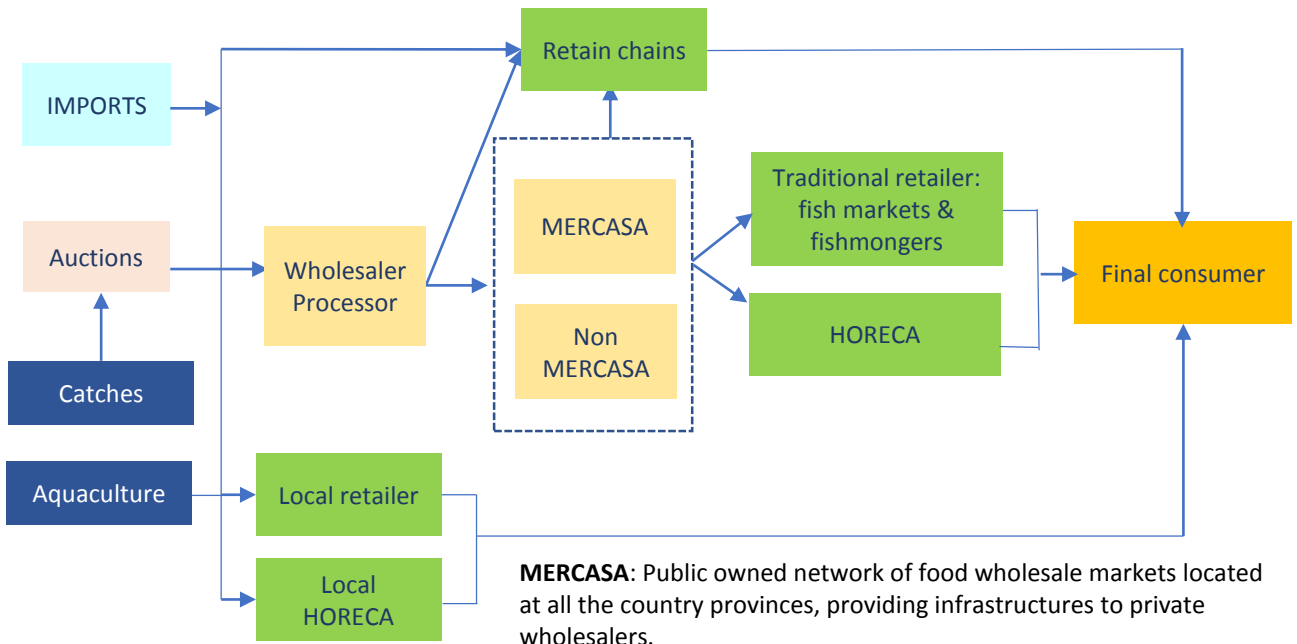 Retain chains
IMPORTS
Traditional retailer:
fish markets &
fishmongers
MERCASA
Auctions
Wholesaler
Processor
Final consumer
Non
MERCASA
HORECA
Catches
Aquaculture
Local retailer
Local
HORECA
MERCASA: Public owned network of food wholesale markets located
at all the country provinces, providing infrastructures to private
wholesalers.